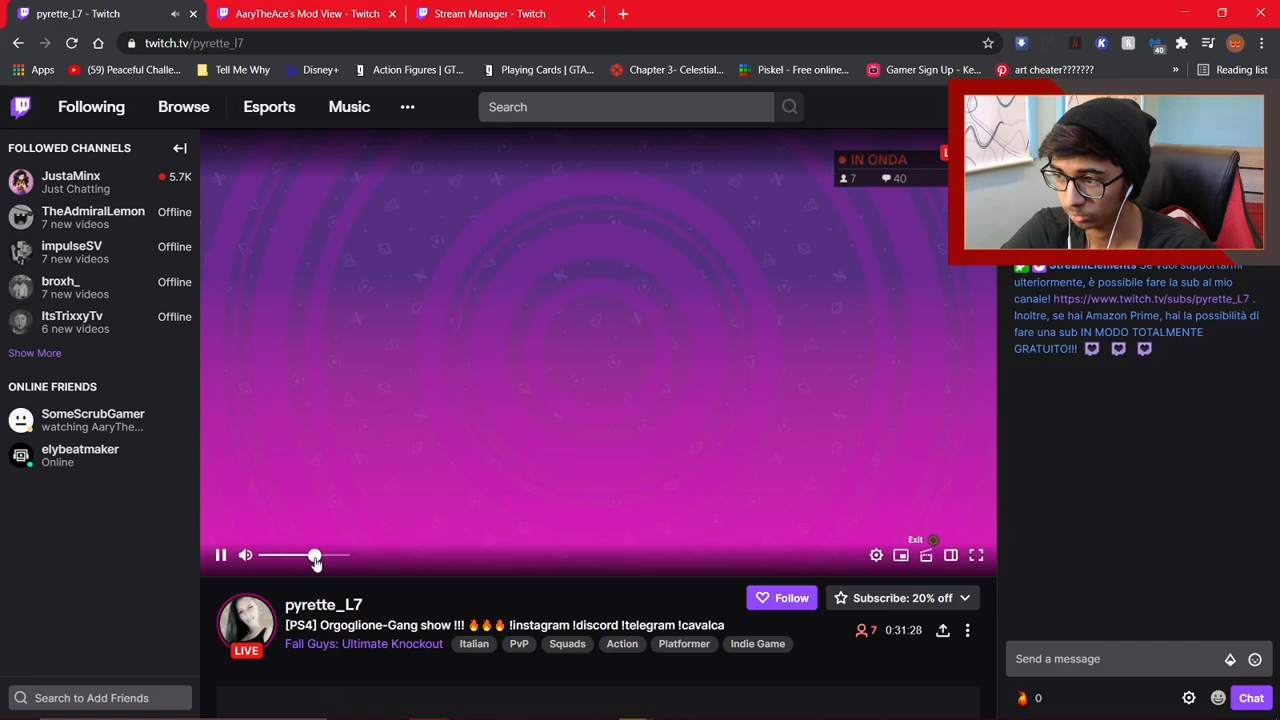 pyrette_l7 - Twitch
AaryTheAce's Mod View - Twitch
Stream Manager - Twitch
twitch.tv/pyrette_l7
40
Apps
(59) Peaceful Challe...
Tell Me Why
Disney+
Action Figures | GT...
Playing Cards | GTA...
Chapter 3- Celestial...
Piskel - Free online...
Gamer Sign Up - Ke...
art cheater???????
»
Reading list
Following
Browse
Esports
Music
Search
FOLLOWED CHANNELS
JustaMinx
5.7K
Just Chatting
TheAdmiralLemon
Offline
7 new videos
impulseSV
Offline
7 new videos
broxh_
Offline
7 new videos
ItsTrixxyTv
Offline
6 new videos
Show More
ONLINE FRIENDS
SomeScrubGamer
watching AaryThe...
elybeatmaker
Online
Search to Add Friends
IN ONDA
7
40
Exit
pyrette_L7
LIVE
[PS4] Orgoglione-Gang show !!! 🔥🔥🔥 !instagram !discord !telegram !cavalca
Fall Guys: Ultimate Knockout
Italian
PvP
Squads
Action
Platformer
Indie Game
Follow
Subscribe: 20% off
7
0:31:28
StreamElements Se vuoi supportarmi
ulteriormente, è possibile fare la sub al mio
canale! https://www.twitch.tv/subs/pyrette_L7 .
Inoltre, se hai Amazon Prime, hai la possibilità di
fare una sub IN MODO TOTALMENTE
GRATUITO!!!
Send a message
0
Chat